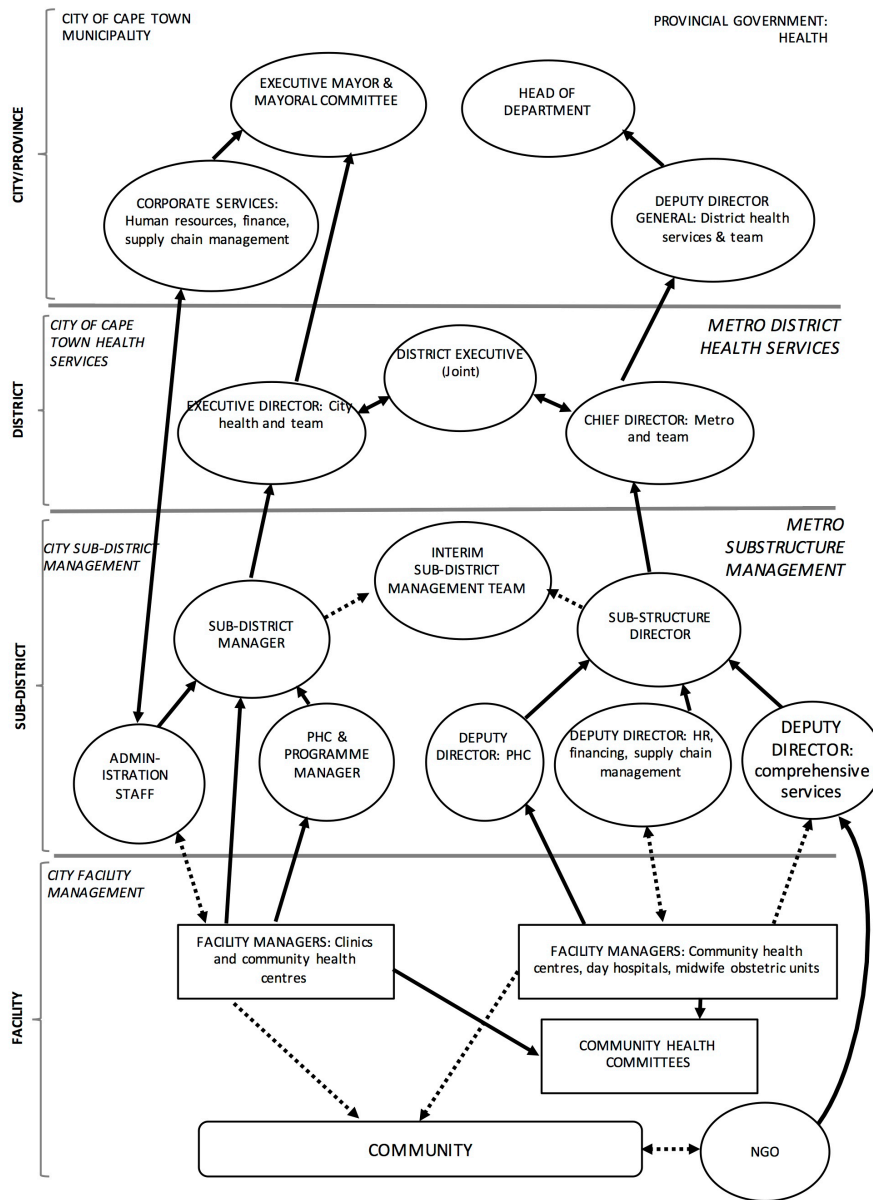 CITY OF CAPE TOWN
MUNICIPALITY
PROVINCIAL GOVERNMENT:
HEALTH
CITY/PROVINCE
EXECUTIVE MAYOR &
MAYORAL COMMITTEE
HEAD OF
DEPARTMENT
CORPORATE SERVICES:
Human resources, finance,
supply chain management
DEPUTY DIRECTOR
GENERAL: District health
services & team
CITY OF CAPE
TOWN HEALTH
SERVICES
METRO DISTRICT
HEALTH SERVICES
DISTRICT
DISTRICT EXECUTIVE
(Joint)
EXECUTIVE DIRECTOR: City
health and team
CHIEF DIRECTOR: Metro
and team
CITY SUB-DISTRICT
MANAGEMENT
METRO
SUBSTRUCTURE
MANAGEMENT
SUB-DISTRICT
INTERIM
SUB-DISTRICT
MANAGEMENT TEAM
SUB-DISTRICT
MANAGER
SUB-STRUCTURE
DIRECTOR
ADMIN-
ISTRATION
STAFF
PHC &
PROGRAMME
MANAGER
DEPUTY
DIRECTOR: PHC
DEPUTY DIRECTOR: HR,
financing, supply chain
management
DEPUTY
DIRECTOR:
comprehensive
services
CITY FACILITY
MANAGEMENT
FACILITY
FACILITY MANAGERS: Clinics
and community health
centres
FACILITY MANAGERS: Community health
centres, day hospitals, midwife obstetric units
COMMUNITY HEALTH
COMMITTEES
COMMUNITY
NGO